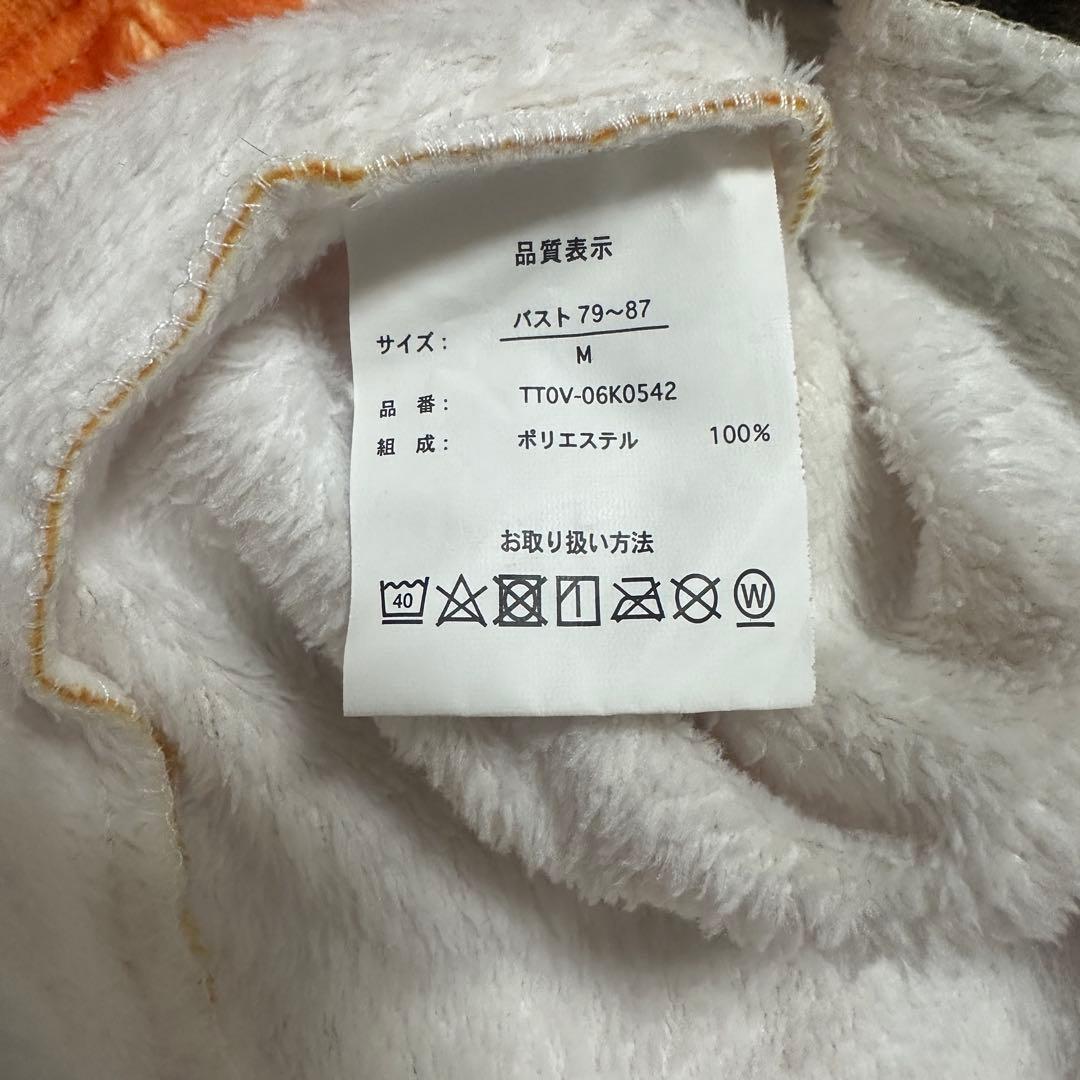 品質表示
サイズ： バスト 79～87
M
品 番： TT0V-06K0542
組 成： ポリエステル 100%
お取り扱い方法
40 W